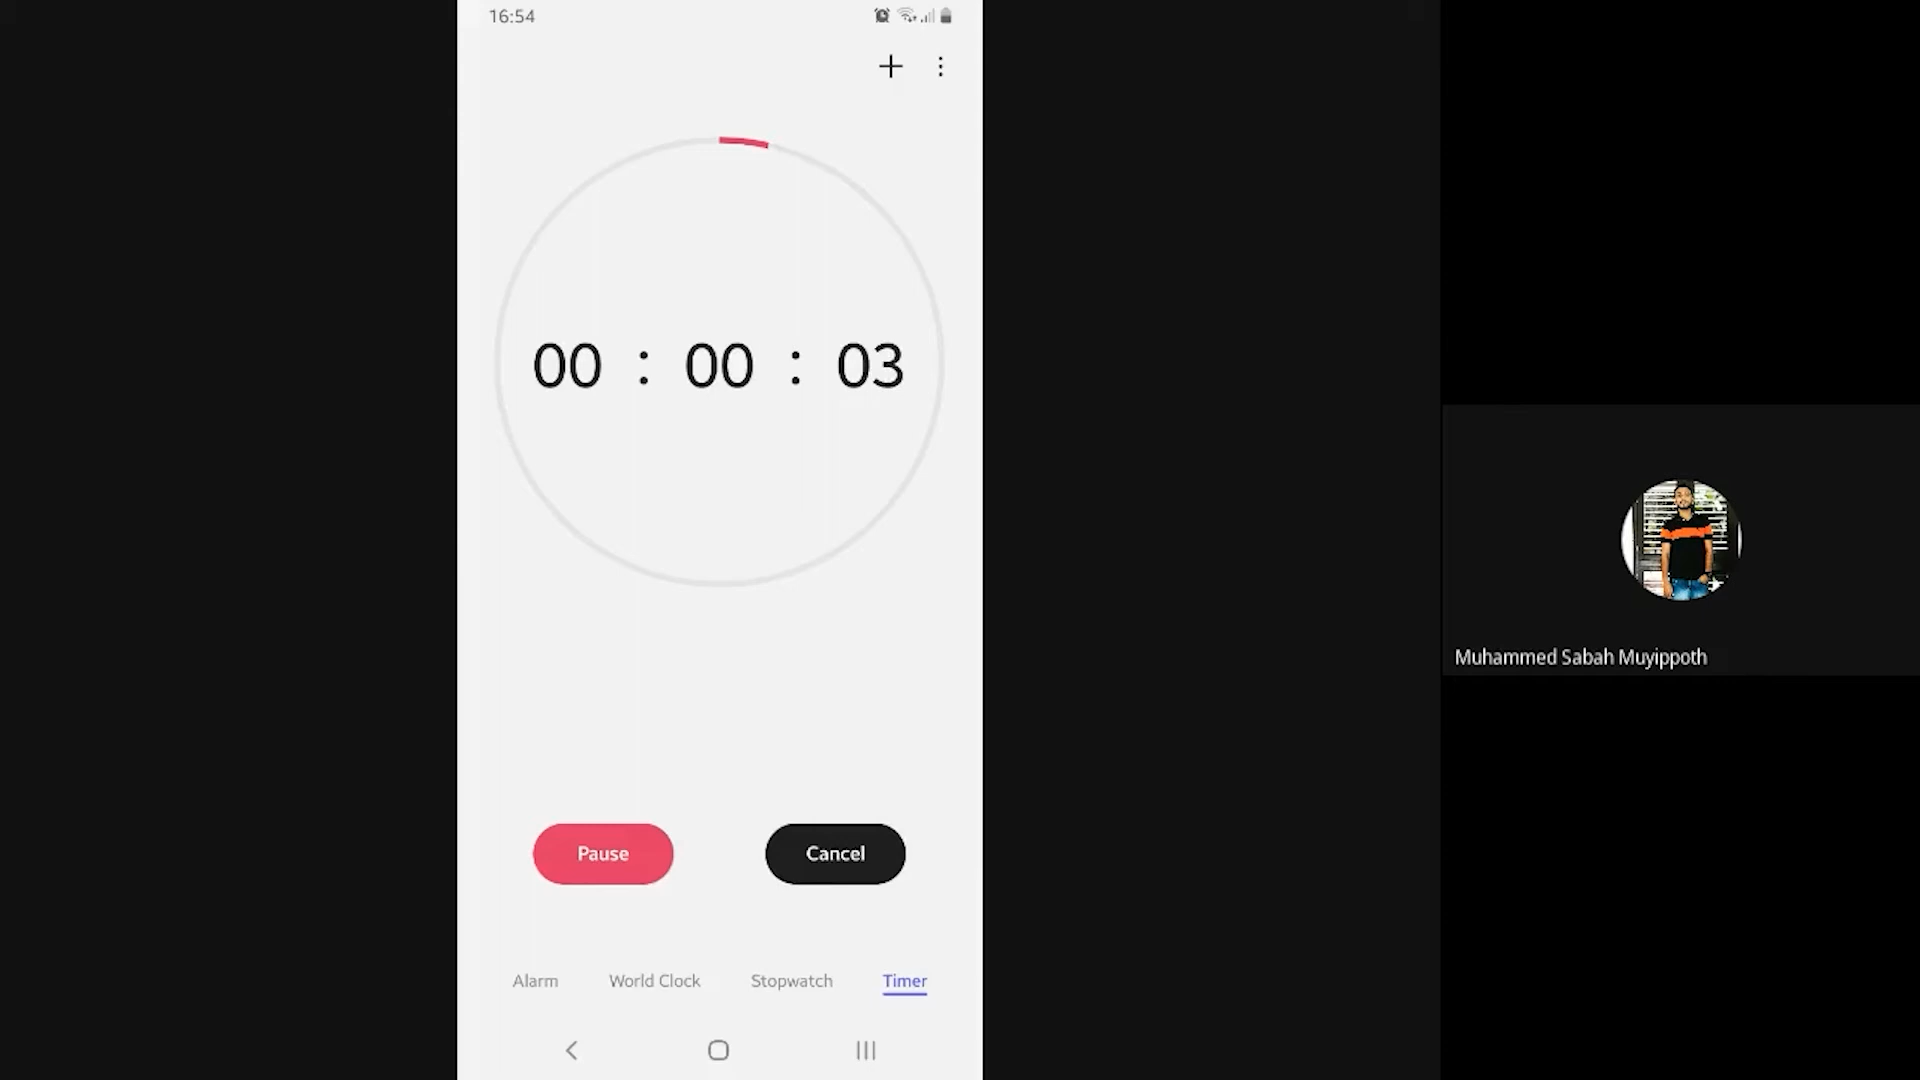 16:54
00 : 00 : 03
Pause
Cancel
Alarm
World Clock
Stopwatch
Timer
Muhammed Sabah Muyippoth